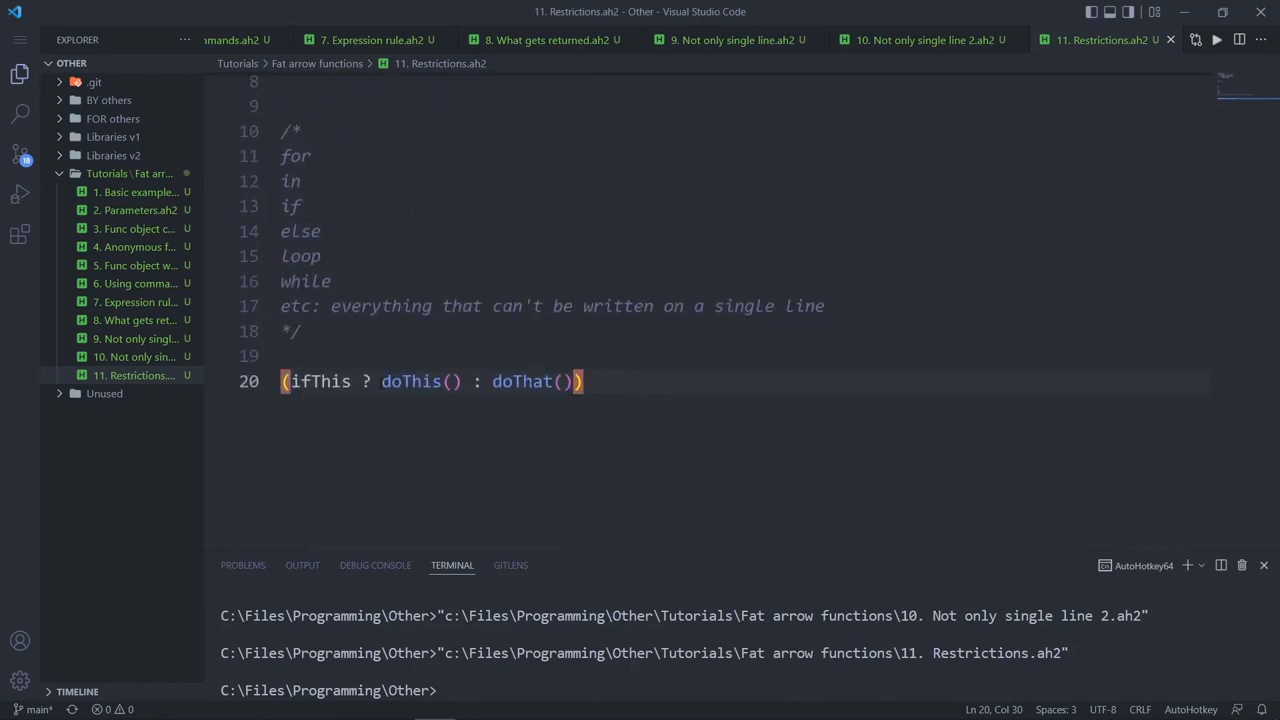 11. Restrictions.ah2 - Other - Visual Studio Code
EXPLORER
mmands.ah2 U
7. Expression rule.ah2 U
8. What gets returned.ah2 U
9. Not only single line.ah2 U
10. Not only single line 2.ah2 U
11. Restrictions.ah2 U
OTHER
Tutorials > Fat arrow functions > 11. Restrictions.ah2
.git
BY others
FOR others
Libraries v1
Libraries v2
Tutorials \ Fat arr...
1. Basic example... U
2. Parameters.ah2 U
3. Func object c... U
4. Anonymous f... U
5. Func object w... U
6. Using comma... U
7. Expression rul... U
8. What gets ret... U
9. Not only singl... U
10. Not only sin... U
11. Restrictions.... U
Unused
8
9
10 /*
11 for
12 in
13 if
14 else
15 loop
16 while
17 etc: everything that can't be written on a single line
18 */
19
20 (ifThis ? doThis() : doThat())
PROBLEMS OUTPUT DEBUG CONSOLE TERMINAL GITLENS
AutoHotkey64
C:\Files\Programming\Other>"c:\Files\Programming\Other\Tutorials\Fat arrow functions\10. Not only single line 2.ah2"
C:\Files\Programming\Other>"c:\Files\Programming\Other\Tutorials\Fat arrow functions\11. Restrictions.ah2"
C:\Files\Programming\Other>
18
TIMELINE
main* 0 0 Ln 20, Col 30 Spaces: 3 UTF-8 CRLF AutoHotkey